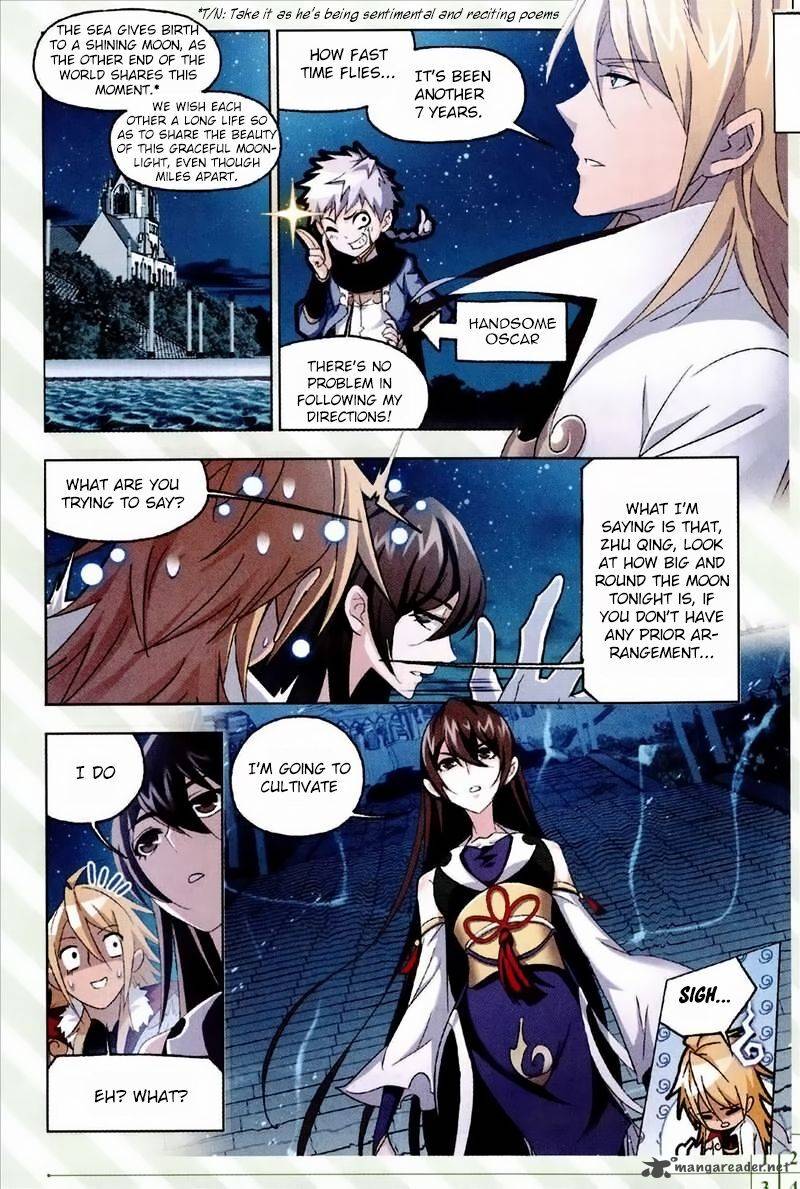 *T/N: Take it as he's being sentimental and reciting poems
THE SEA GIVES BIRTH
TO A SHINING MOON, AS
THE OTHER END OF THE
WORLD SHARES THIS
MOMENT.*
WE WISH EACH
OTHER A LONG LIFE SO
AS TO SHARE THE BEAUTY
OF THIS GRACEFUL MOON-
LIGHT, EVEN THOUGH
MILES APART.
HOW FAST
TIME FLIES...
IT'S BEEN
ANOTHER
7 YEARS.
HANDSOME
OSCAR
THERE'S NO
PROBLEM IN
FOLLOWING MY
DIRECTIONS!
WHAT ARE YOU
TRYING TO SAY?
WHAT I'M
SAYING IS THAT,
ZHU QING, LOOK
AT HOW BIG AND
ROUND THE MOON
TONIGHT IS, IF
YOU DON'T HAVE
ANY PRIOR AR-
RANGEMENT...
I DO
EH? WHAT?
I'M GOING TO
CULTIVATE
SIGH...
2
3 4
mangareader.net